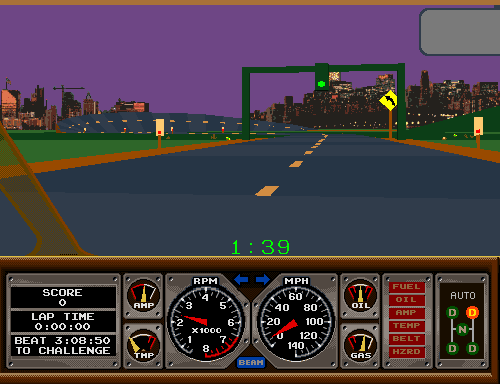 1:39
RPM
MPH
SCORE
0
LAP TIME
0:00:00
BEAT 3:08:50
TO CHALLENGE
AMP
TMP
1
2
3
4
5
6
7
8
X1000
0
20
40
60
80
100
120
140
BEAM
OIL
GAS
FUEL
OIL
AMP
TEMP
BELT
HZRD
AUTO
D D
N
D D